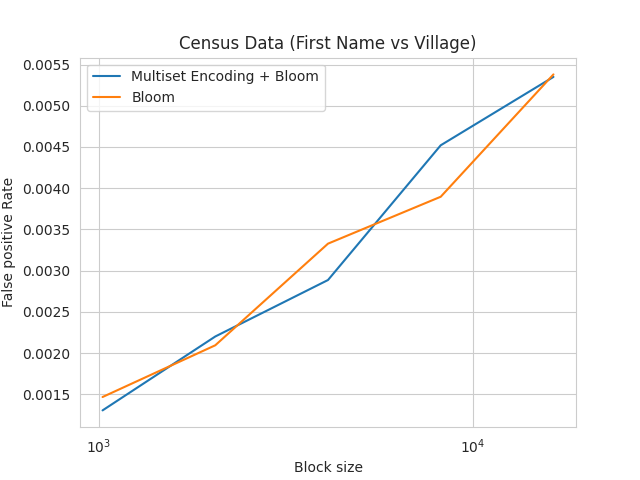 Census Data (First Name vs Village)
Multiset Encoding + Bloom
Bloom
False positive Rate
0.0055
0.0050
0.0045
0.0040
0.0035
0.0030
0.0025
0.0020
0.0015
10³
10⁴
Block size